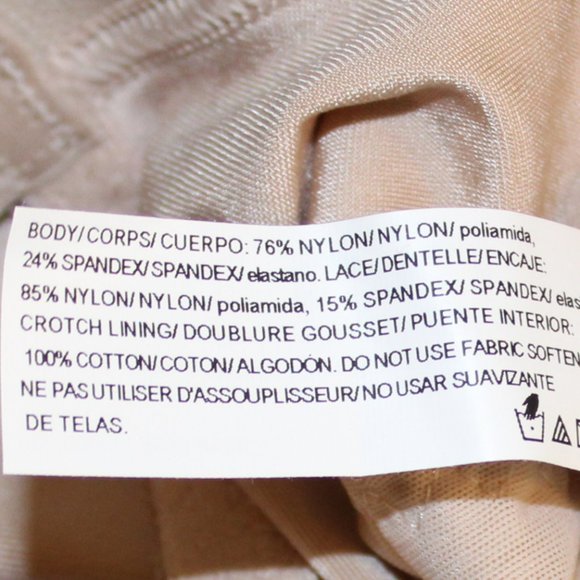 BODY/ CORPS/ CUERPO: 76% NYLON/ NYLON/ poliamida,
24% SPANDEX/ SPANDEX/ elastano. LACE/ DENTELLE/ ENCAJE:
85% NYLON/ NYLON/ poliamida, 15% SPANDEX/ SPANDEX/ elas
CROTCH LINING/ DOUBLURE GOUSSET/ PUENTE INTERIOR:
100% COTTON/ COTON/ ALGODÓN. DO NOT USE FABRIC SOFTEN
NE PAS UTILISER D'ASSOUPLISSEUR/ NO USAR SUAVIZANTE
DE TELAS.